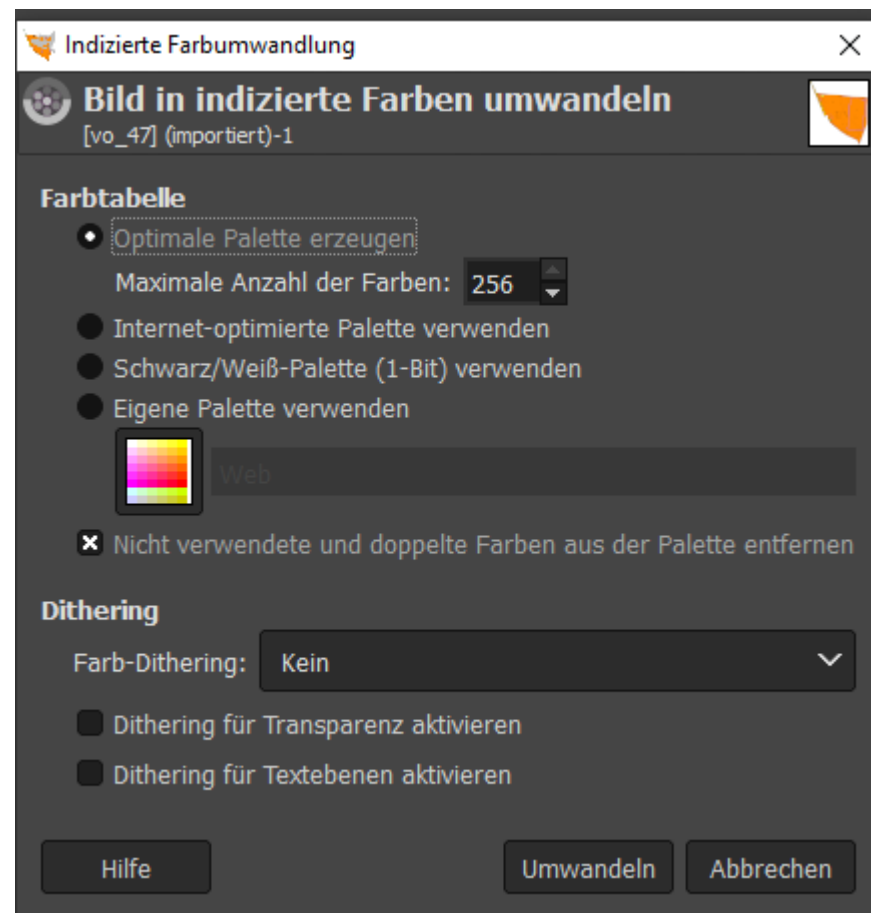 Indizierte Farbumwandlung
Bild in indizierte Farben umwandeln
[vo_47] (importiert)-1
Farbtabelle
Optimale Palette erzeugen
Maximale Anzahl der Farben: 256
Internet-optimierte Palette verwenden
Schwarz/Weiß-Palette (1-Bit) verwenden
Eigene Palette verwenden
Web
Nicht verwendete und doppelte Farben aus der Palette entfernen
Dithering
Farb-Dithering: Kein
Dithering für Transparenz aktivieren
Dithering für Textebenen aktivieren
Hilfe Umwandeln Abbrechen